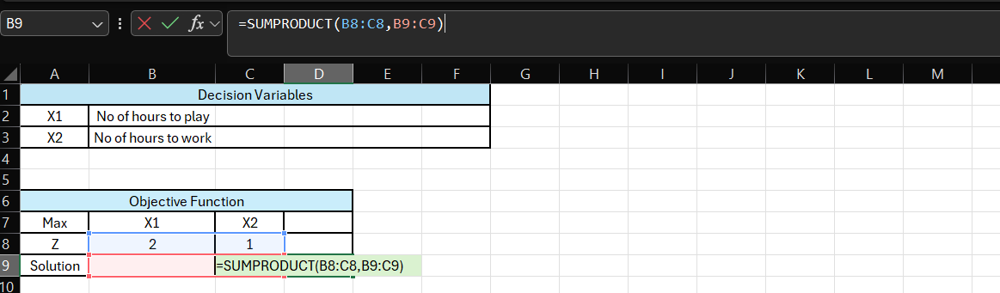 B9 fx =SUMPRODUCT(B8:C8,B9:C9)
A B C D E F G H I J K L M
1 Decision Variables
2 X1 No of hours to play
3 X2 No of hours to work
4
5
6 Objective Function
7 Max X1 X2
8 Z 2 1
9 Solution =SUMPRODUCT(B8:C8,B9:C9)
10